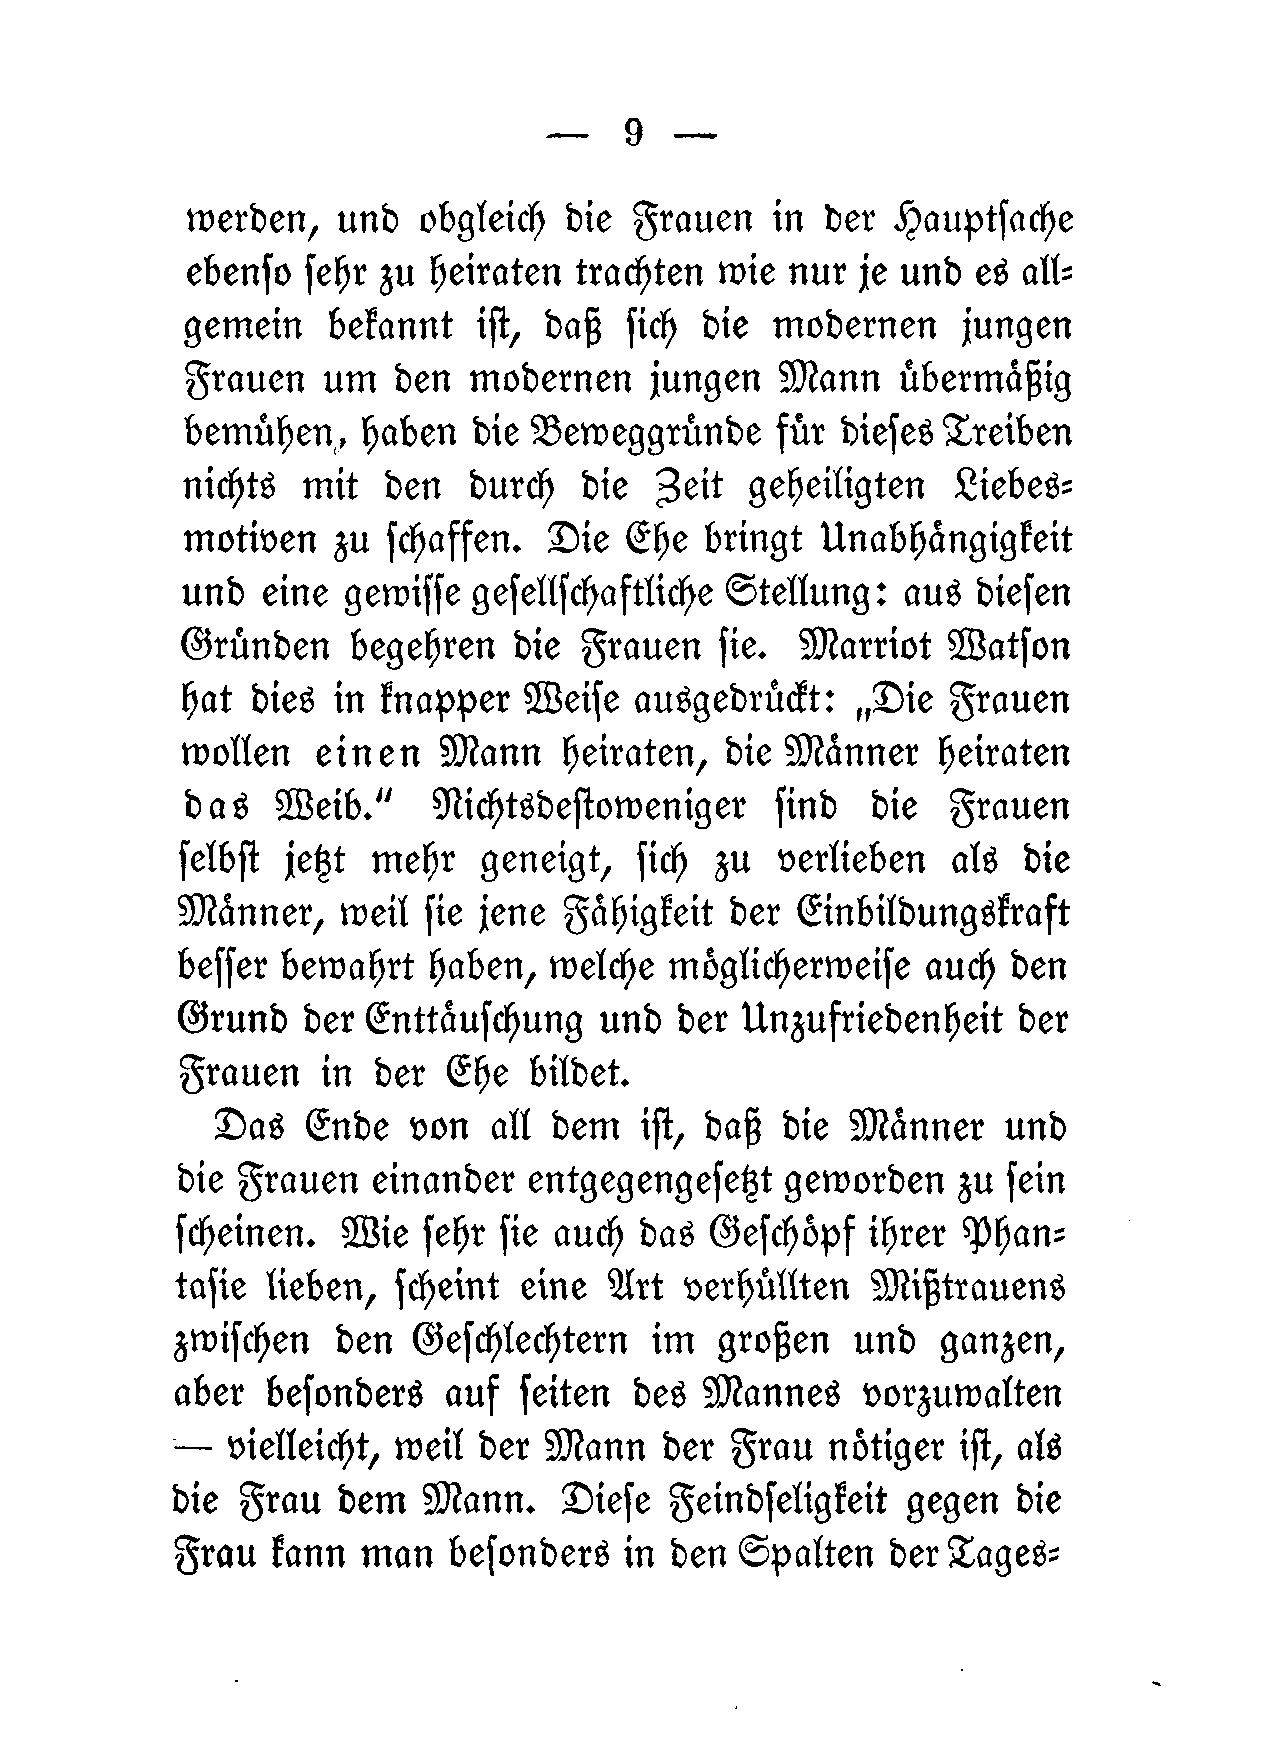 — 9 —
werden, und obgleich die Frauen in der Hauptsache
ebenso sehr zu heiraten trachten wie nur je und es all-
gemein bekannt ist, daß sich die modernen jungen
Frauen um den modernen jungen Mann übermäßig
bemühen, haben die Beweggründe für dieses Treiben
nichts mit den durch die Zeit geheiligten Liebes-
motiven zu schaffen. Die Ehe bringt Unabhängigkeit
und eine gewisse gesellschaftliche Stellung: aus diesen
Gründen begehren die Frauen sie. Marriot Watson
hat dies in knapper Weise ausgedrückt: „Die Frauen
wollen einen Mann heiraten, die Männer heiraten
das Weib." Nichtsdestoweniger sind die Frauen
selbst jetzt mehr geneigt, sich zu verlieben als die
Männer, weil sie jene Fähigkeit der Einbildungskraft
besser bewahrt haben, welche möglicherweise auch den
Grund der Enttäuschung und der Unzufriedenheit der
Frauen in der Ehe bildet.
Das Ende von all dem ist, daß die Männer und
die Frauen einander entgegengesetzt geworden zu sein
scheinen. Wie sehr sie auch das Geschöpf ihrer Phan-
tasie lieben, scheint eine Art verhüllten Mißtrauens
zwischen den Geschlechtern im großen und ganzen,
aber besonders auf seiten des Mannes vorzuwalten
— vielleicht, weil der Mann der Frau nötiger ist, als
die Frau dem Mann. Diese Feindseligkeit gegen die
Frau kann man besonders in den Spalten der Tages-